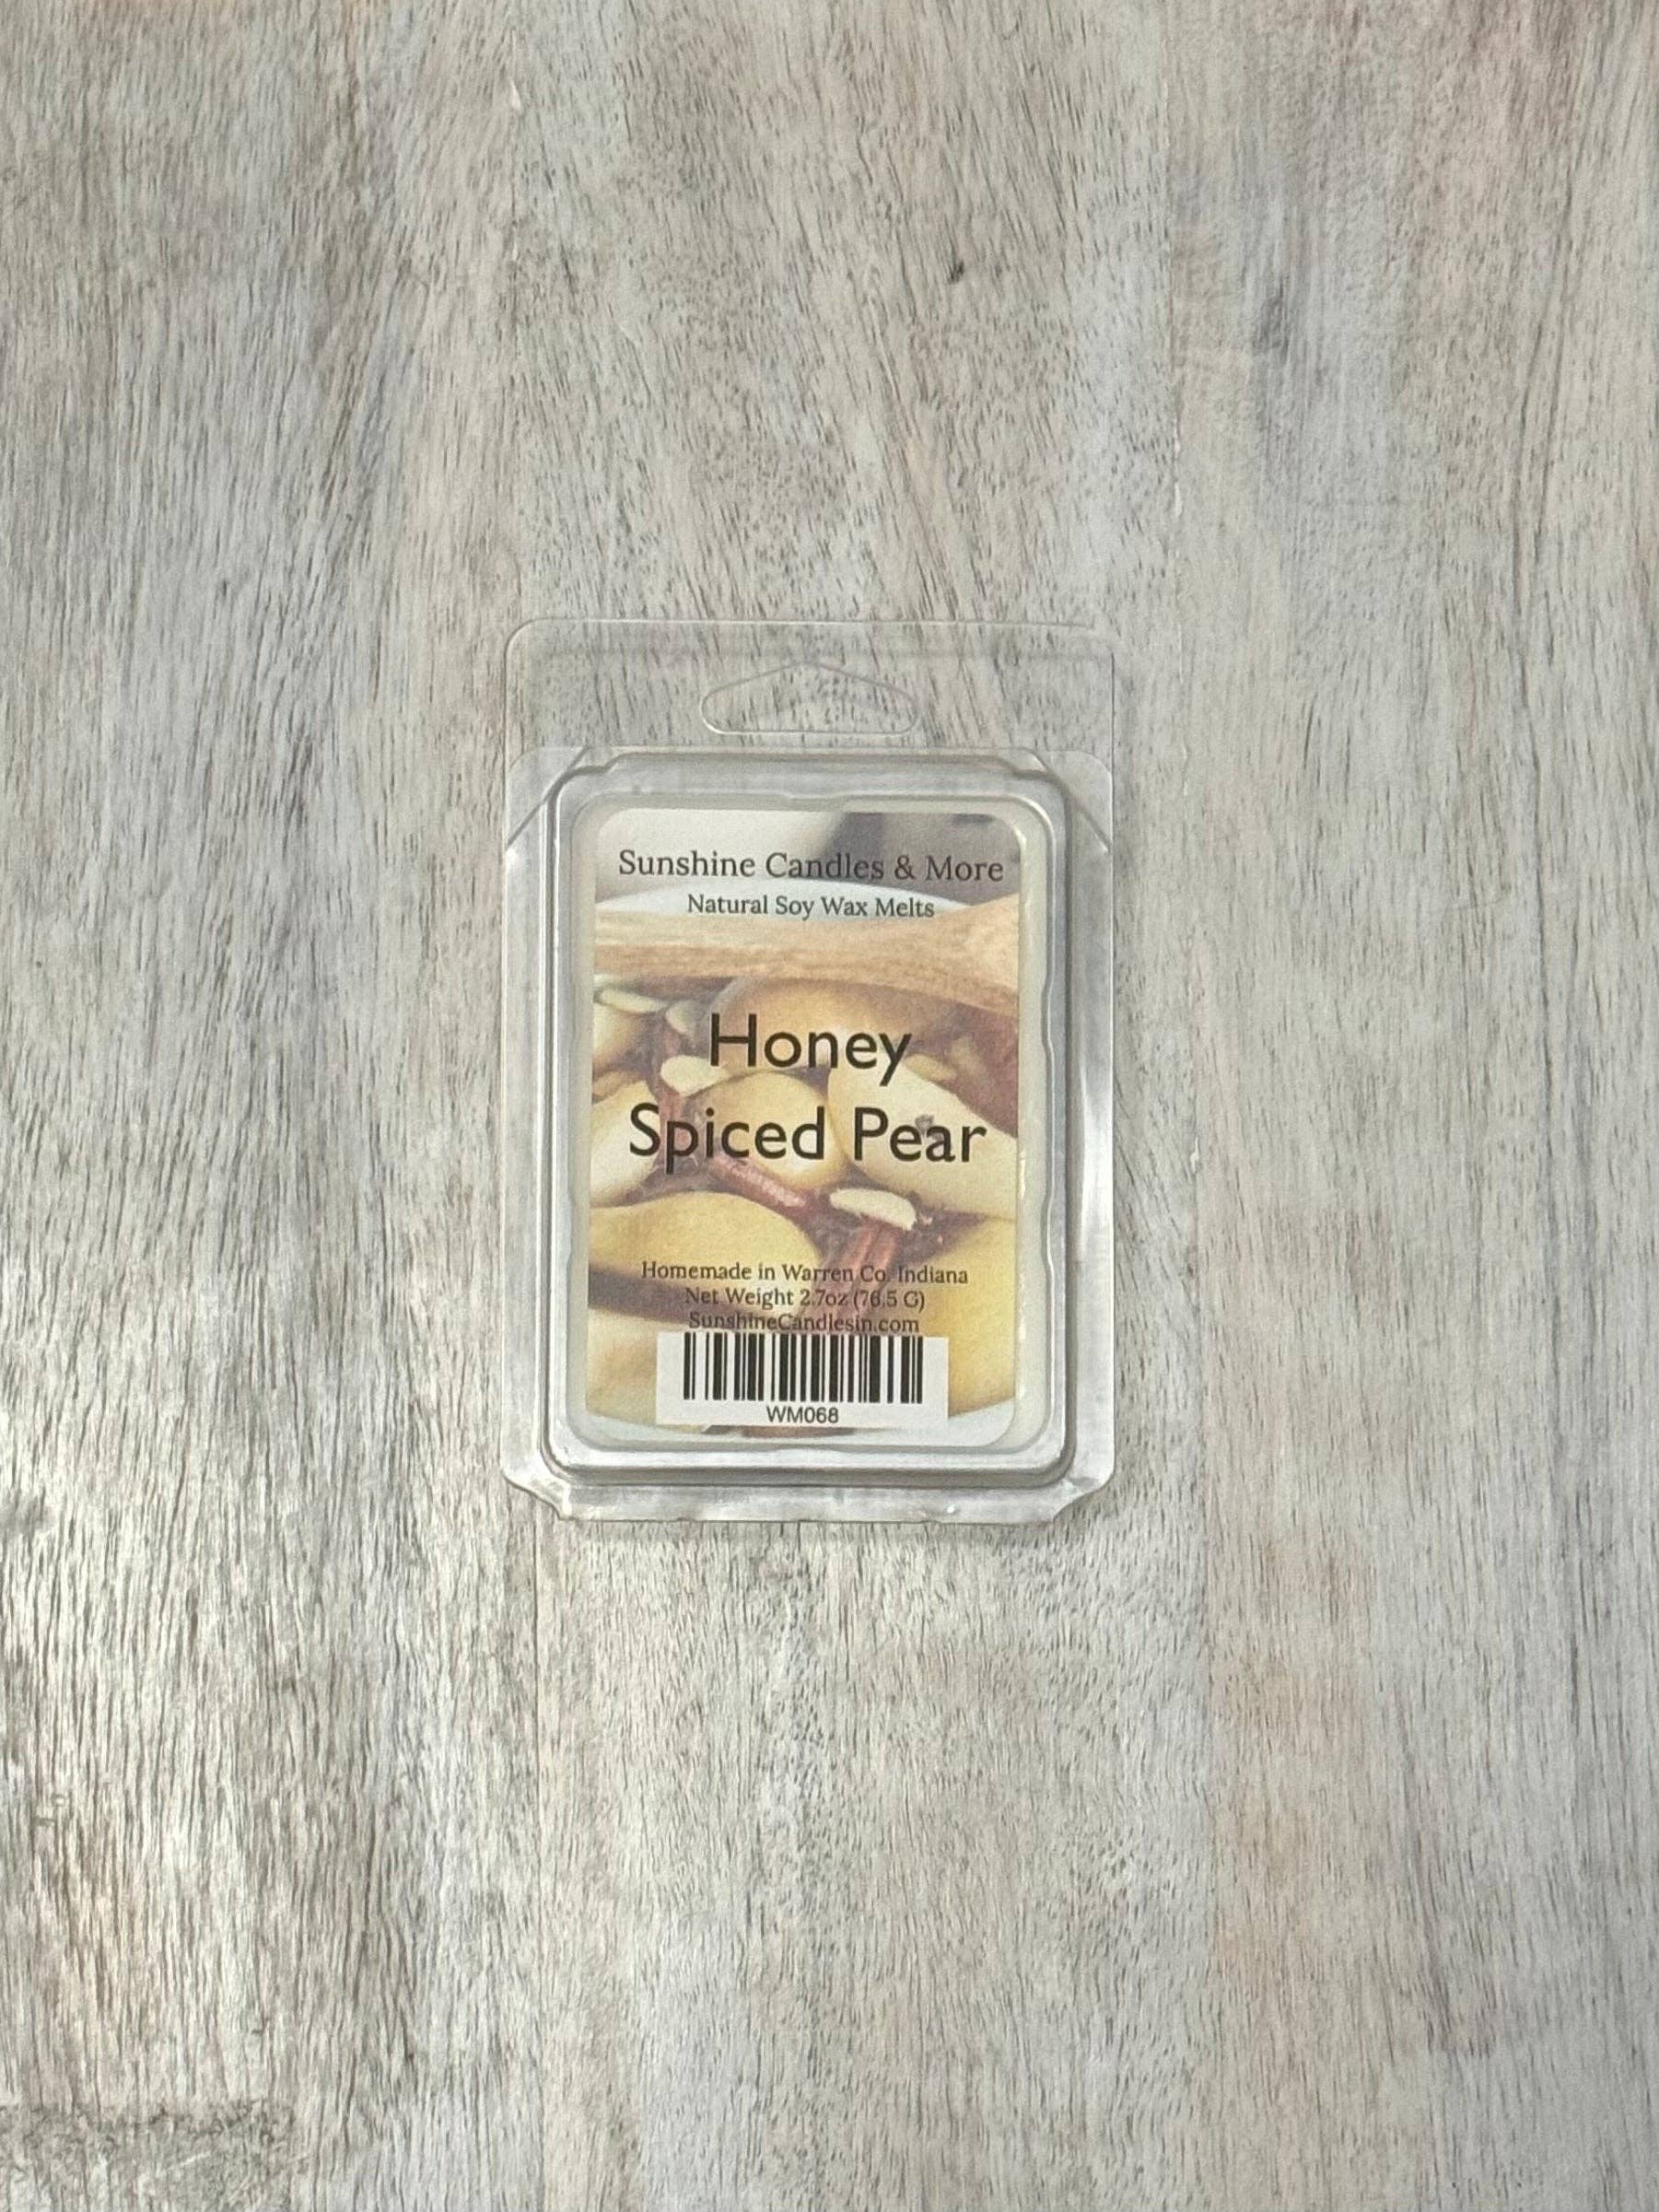 Sunshine Candles & More
Natural Soy Wax Melts
Honey
Spiced Pear
Homemade in Warren Co. Indiana
Net Weight 2.7oz (76.5 G)
SunshineCandlesin.com
WM068